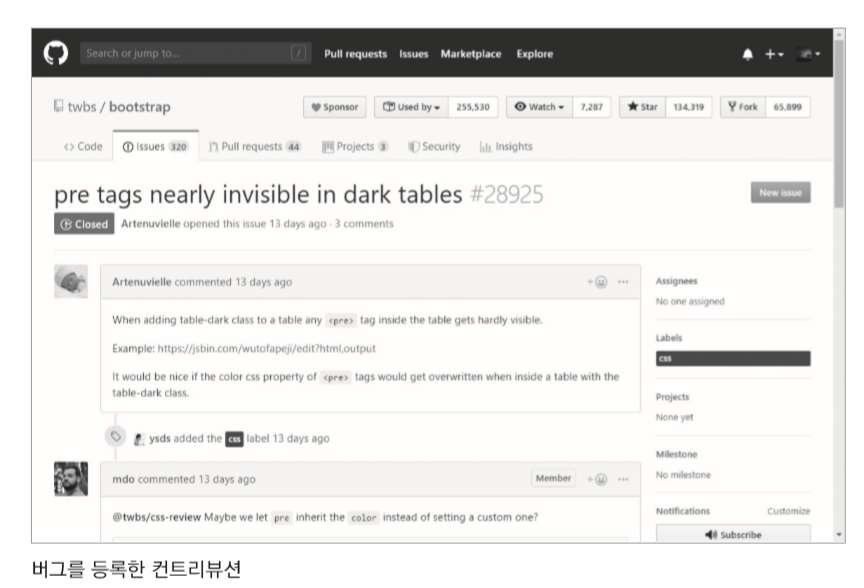 Search or jump to... /
Pull requests Issues Marketplace Explore
twbs / bootstrap
Sponsor Used by 255,530 Watch 7,287 Star 134,319 Fork 65,899
<> Code Issues 320 Pull requests 44 Projects 3 Security Insights
pre tags nearly invisible in dark tables #28925
New issue
Closed Artenuvielle opened this issue 13 days ago · 3 comments
Artenuvielle commented 13 days ago
When adding table-dark class to a table any <pre> tag inside the table gets hardly visible.
Example: https://jsbin.com/wutofapeji/edit?html,output
It would be nice if the color css property of <pre> tags would get overwritten when inside a table with the
table-dark class.
ysds added the css label 13 days ago
mdo commented 13 days ago Member
@twbs/css-review Maybe we let pre inherit the color instead of setting a custom one?
Assignees
No one assigned
Labels
css
Projects
None yet
Milestone
No milestone
Notifications Customize
Subscribe
버그를 등록한 컨트리뷰션